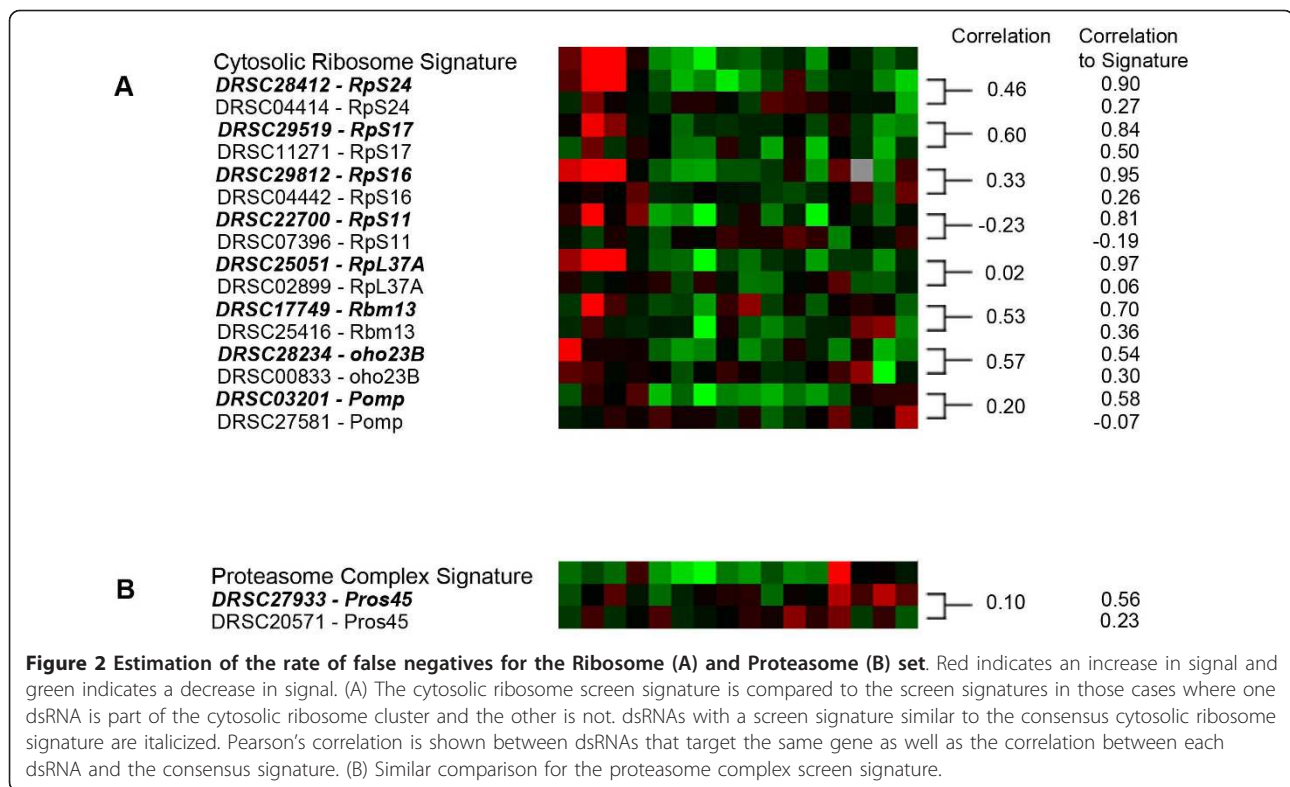 Correlation Correlation to Signature
Cytosolic Ribosome Signature
A
DRSC28412 - RpS24 0.90
0.46
DRSC04414 - RpS24 0.27
DRSC29519 - RpS17 0.84
0.60
DRSC11271 - RpS17 0.50
DRSC29812 - RpS16 0.95
0.33
DRSC04442 - RpS16 0.26
DRSC22700 - RpS11 0.81
-0.23
DRSC07396 - RpS11 -0.19
DRSC25051 - RpL37A 0.97
0.02
DRSC02899 - RpL37A 0.06
DRSC17749 - Rbm13 0.70
0.53
DRSC25416 - Rbm13 0.36
DRSC28234 - oho23B 0.54
0.57
DRSC00833 - oho23B 0.30
DRSC03201 - Pomp 0.58
0.20
DRSC27581 - Pomp -0.07
Proteasome Complex Signature
B
DRSC27933 - Pros45 0.56
0.10
DRSC20571 - Pros45 0.23
Figure 2 Estimation of the rate of false negatives for the Ribosome (A) and Proteasome (B) set. Red indicates an increase in signal and
green indicates a decrease in signal. (A) The cytosolic ribosome screen signature is compared to the screen signatures in those cases where one
dsRNA is part of the cytosolic ribosome cluster and the other is not. dsRNAs with a screen signature similar to the consensus cytosolic ribosome
signature are italicized. Pearson's correlation is shown between dsRNAs that target the same gene as well as the correlation between each
dsRNA and the consensus signature. (B) Similar comparison for the proteasome complex screen signature.